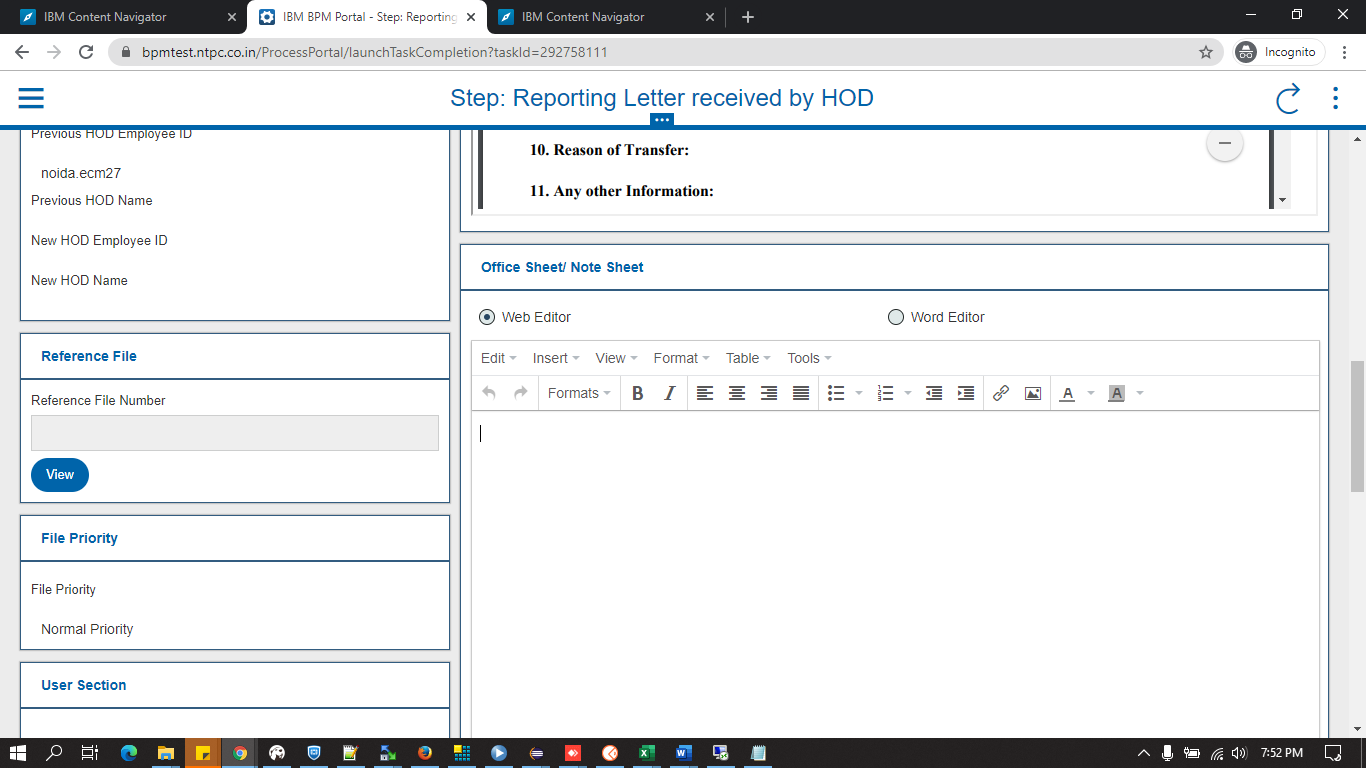 IBM Content Navigator
IBM BPM Portal - Step: Reporting
IBM Content Navigator
bpmtest.ntpc.co.in/ProcessPortal/launchTaskCompletion?taskId=292758111
Incognito
Step: Reporting Letter received by HOD
Previous HOD Employee ID
noida.ecm27
Previous HOD Name
New HOD Employee ID
New HOD Name
Reference File
Reference File Number
View
File Priority
File Priority
Normal Priority
User Section
10. Reason of Transfer:
11. Any other Information:
Office Sheet/ Note Sheet
Web Editor
Word Editor
Edit Insert View Format Table Tools
Formats B I A A
7:52 PM